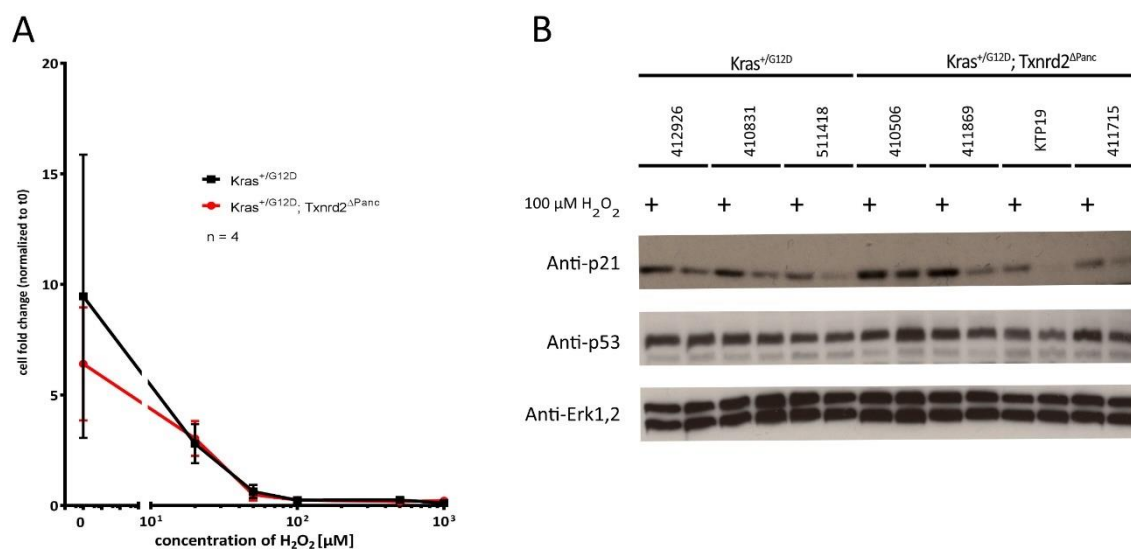 A
20
15
10
5
0
cell fold change (normalized to t0)
Kras+/G12D
Kras+/G12D; Txnrd2ΔPanc
n = 4
0
10¹
10²
10³
concentration of H₂O₂ [µM]
B
Kras+/G12D
Kras+/G12D; Txnrd2ΔPanc
412926
410831
511418
410506
411869
KTP19
411715
100 µM H₂O₂ + + + + + + +
Anti-p21
Anti-p53
Anti-Erk1,2